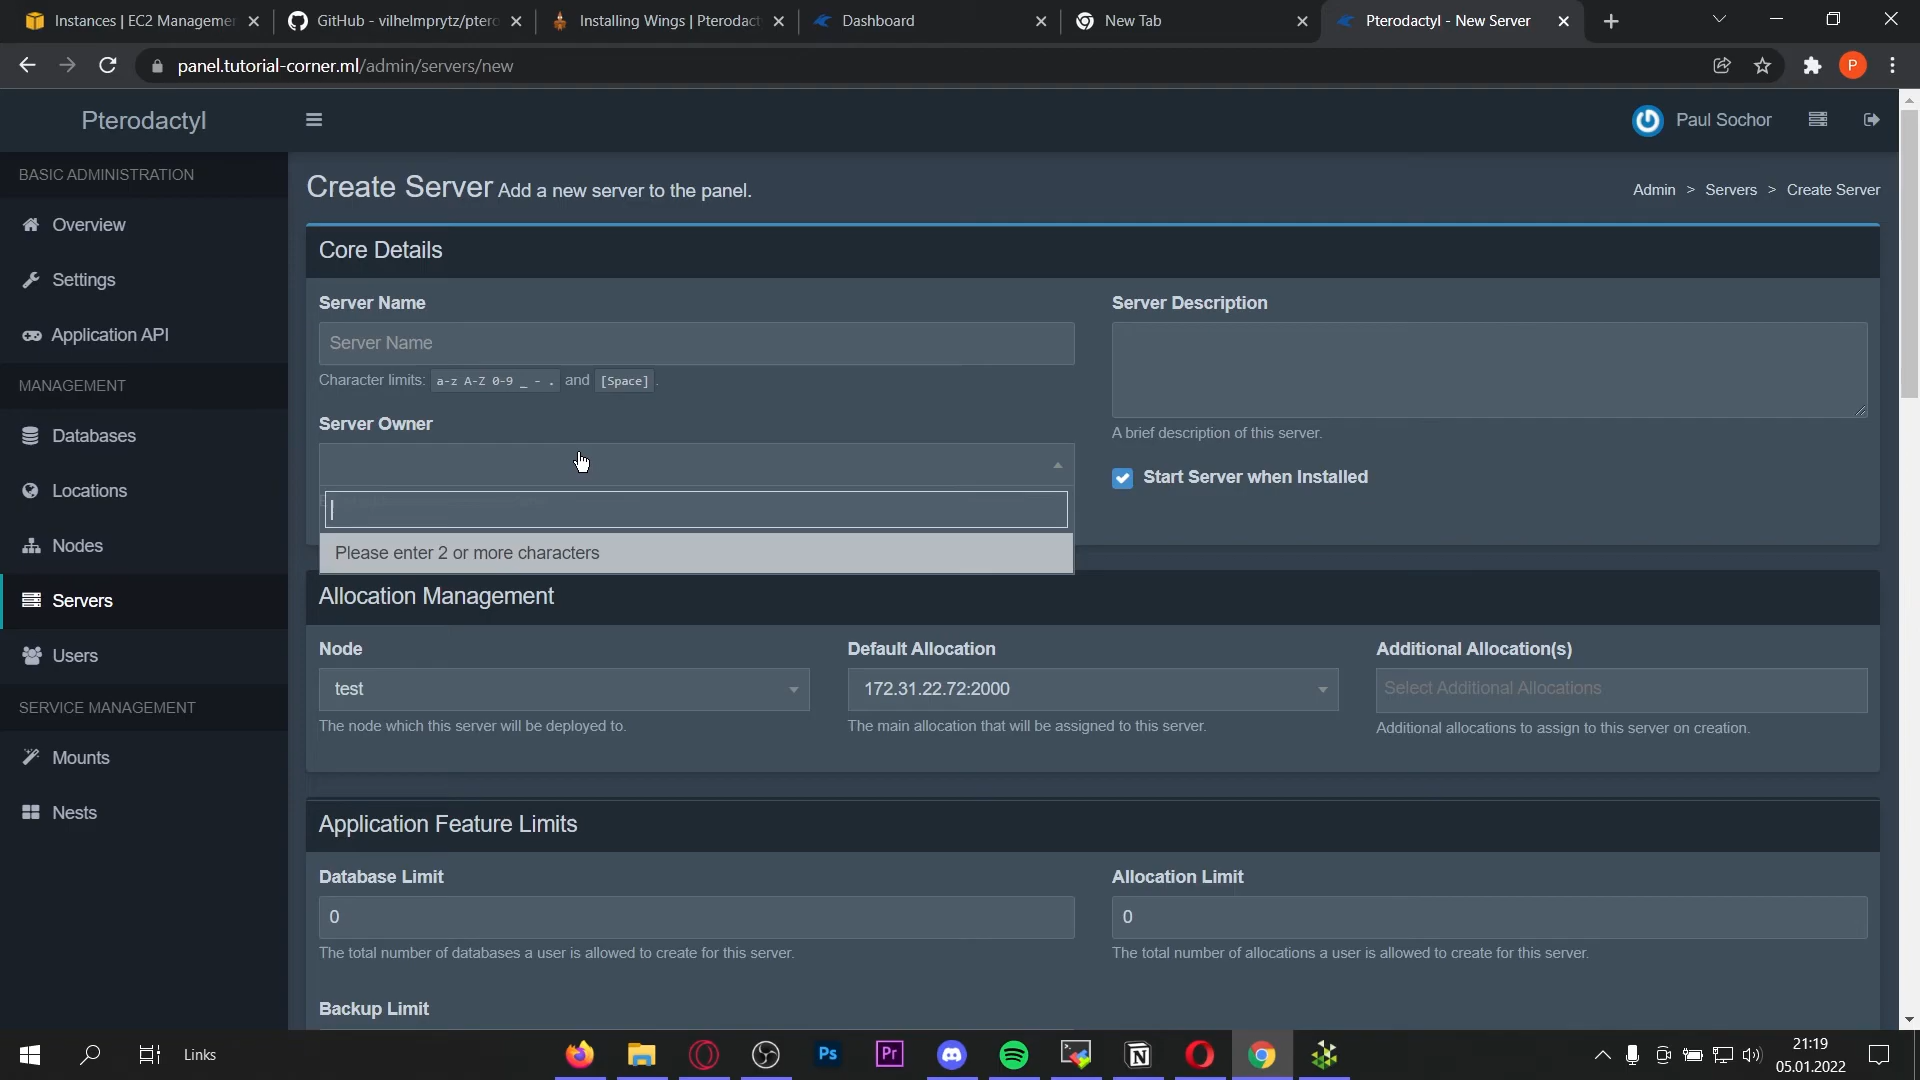 Instances | EC2 Managemen
GitHub - vilhelmprytz/ptero
Installing Wings | Pterodact
Dashboard
New Tab
Pterodactyl - New Server
panel.tutorial-corner.ml/admin/servers/new
P
Pterodactyl
Paul Sochor
BASIC ADMINISTRATION
Overview
Settings
Application API
MANAGEMENT
Databases
Locations
Nodes
Servers
Users
SERVICE MANAGEMENT
Mounts
Nests
Create Server Add a new server to the panel.
Admin > Servers > Create Server
Core Details
Server Name
Server Name
Character limits: a-z A-Z 0-9 _ - . and [Space] .
Server Owner
Please enter 2 or more characters
Server Description
A brief description of this server.
Start Server when Installed
Allocation Management
Node
test
The node which this server will be deployed to.
Default Allocation
172.31.22.72:2000
The main allocation that will be assigned to this server.
Additional Allocation(s)
Select Additional Allocations
Additional allocations to assign to this server on creation.
Application Feature Limits
Database Limit
0
The total number of databases a user is allowed to create for this server.
Allocation Limit
0
The total number of allocations a user is allowed to create for this server.
Backup Limit
Links
Ps
Pr
21:19
05.01.2022